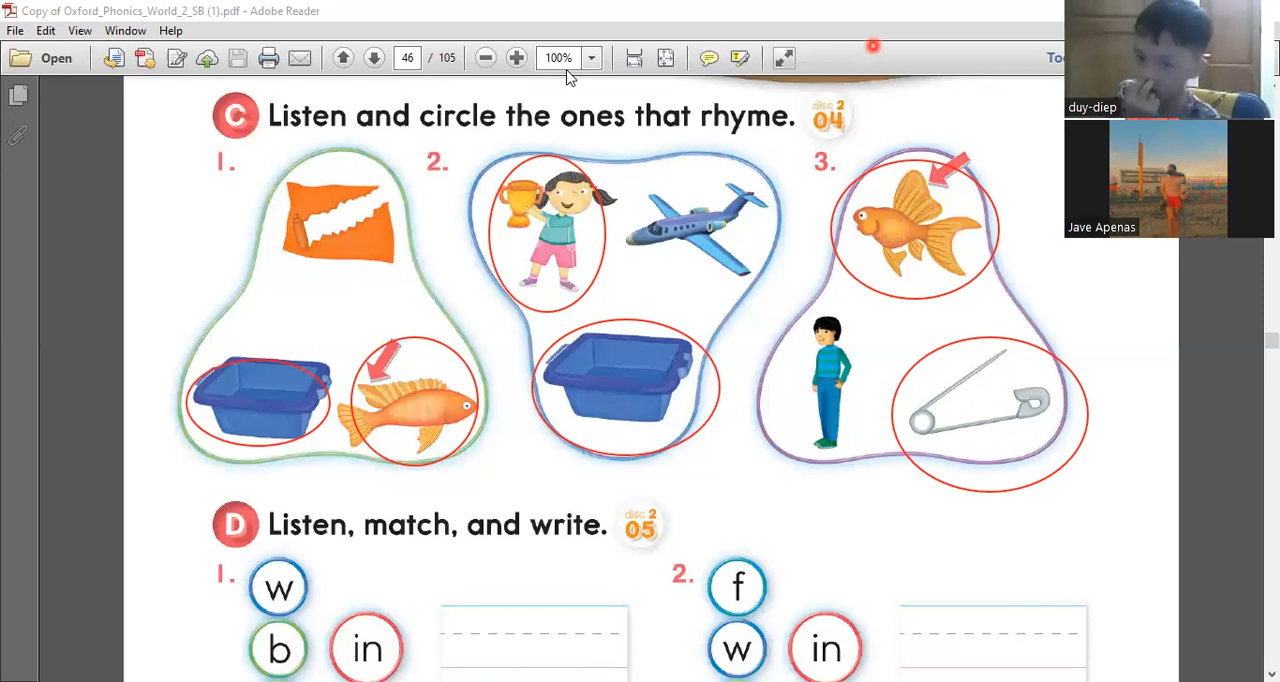 Copy of Oxford_Phonics_World_2_SB (1).pdf - Adobe Reader
File Edit View Window Help
Open 46 / 105 100%
duy-diep
Jave Apenas
C Listen and circle the ones that rhyme. disc 2 04
1. 2. 3.
D Listen, match, and write. disc 2 05
1. w 2. f
b in w in